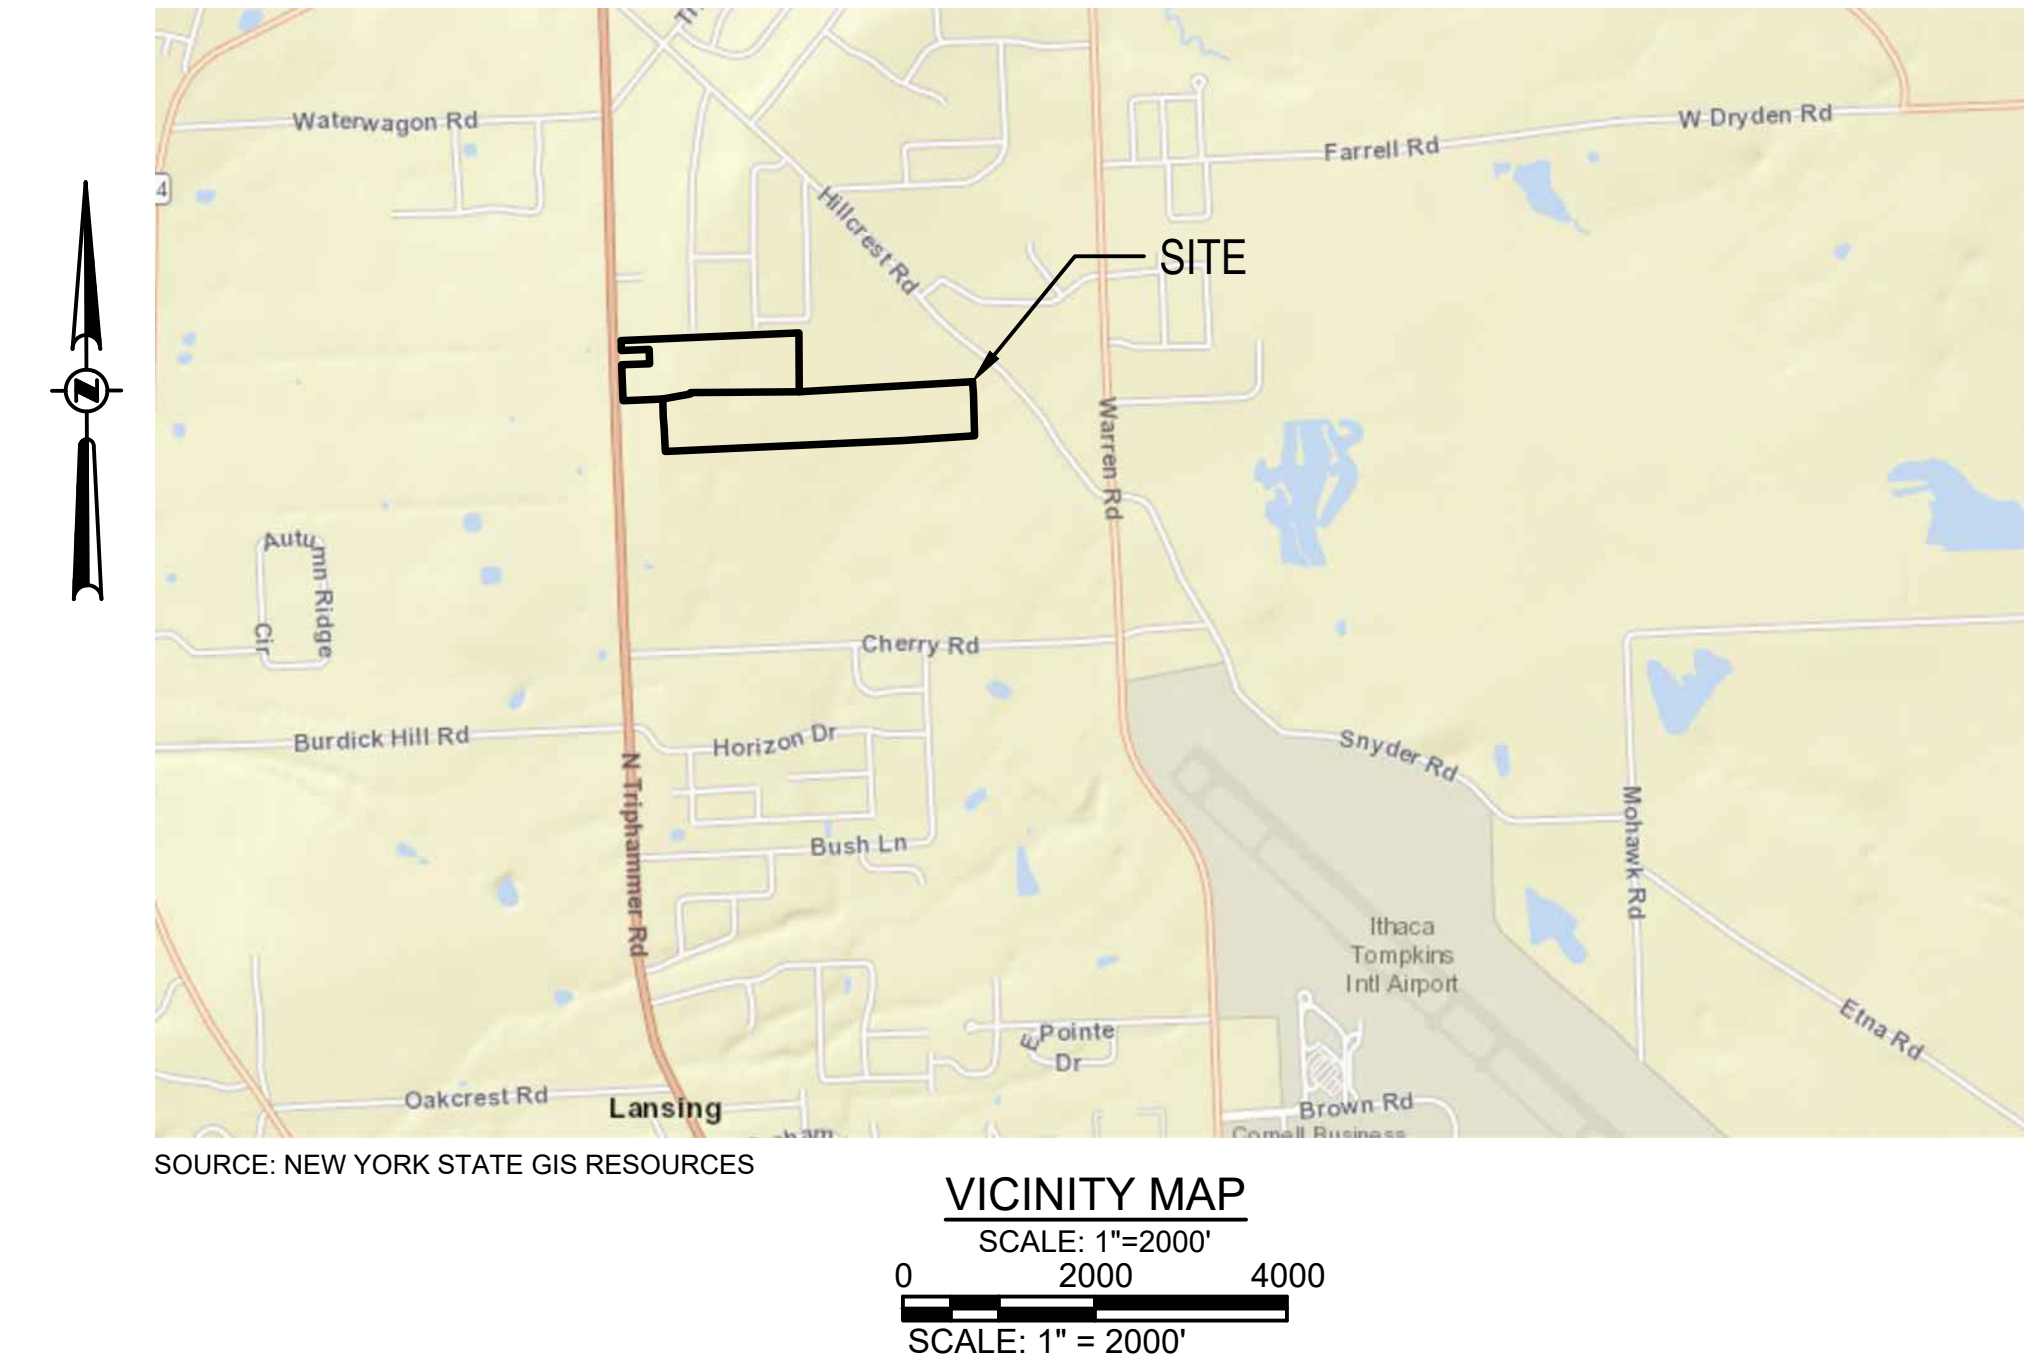 Waterwagon Rd
W Dryden Rd
Farrell Rd
4
Hillcrest Rd
SITE
N
Warren Rd
Autumn Ridge
Cir
Cherry Rd
Burdick Hill Rd
Horizon Dr
Snyder Rd
N Triphammer Rd
Mohawk Rd
Bush Ln
Ithaca
Tompkins
Intl Airport
Etna Rd
E Pointe
Dr
Oakcrest Rd
Lansing
Brown Rd
Cornell Business
SOURCE: NEW YORK STATE GIS RESOURCES
VICINITY MAP
SCALE: 1"=2000'
0 2000 4000
SCALE: 1" = 2000'